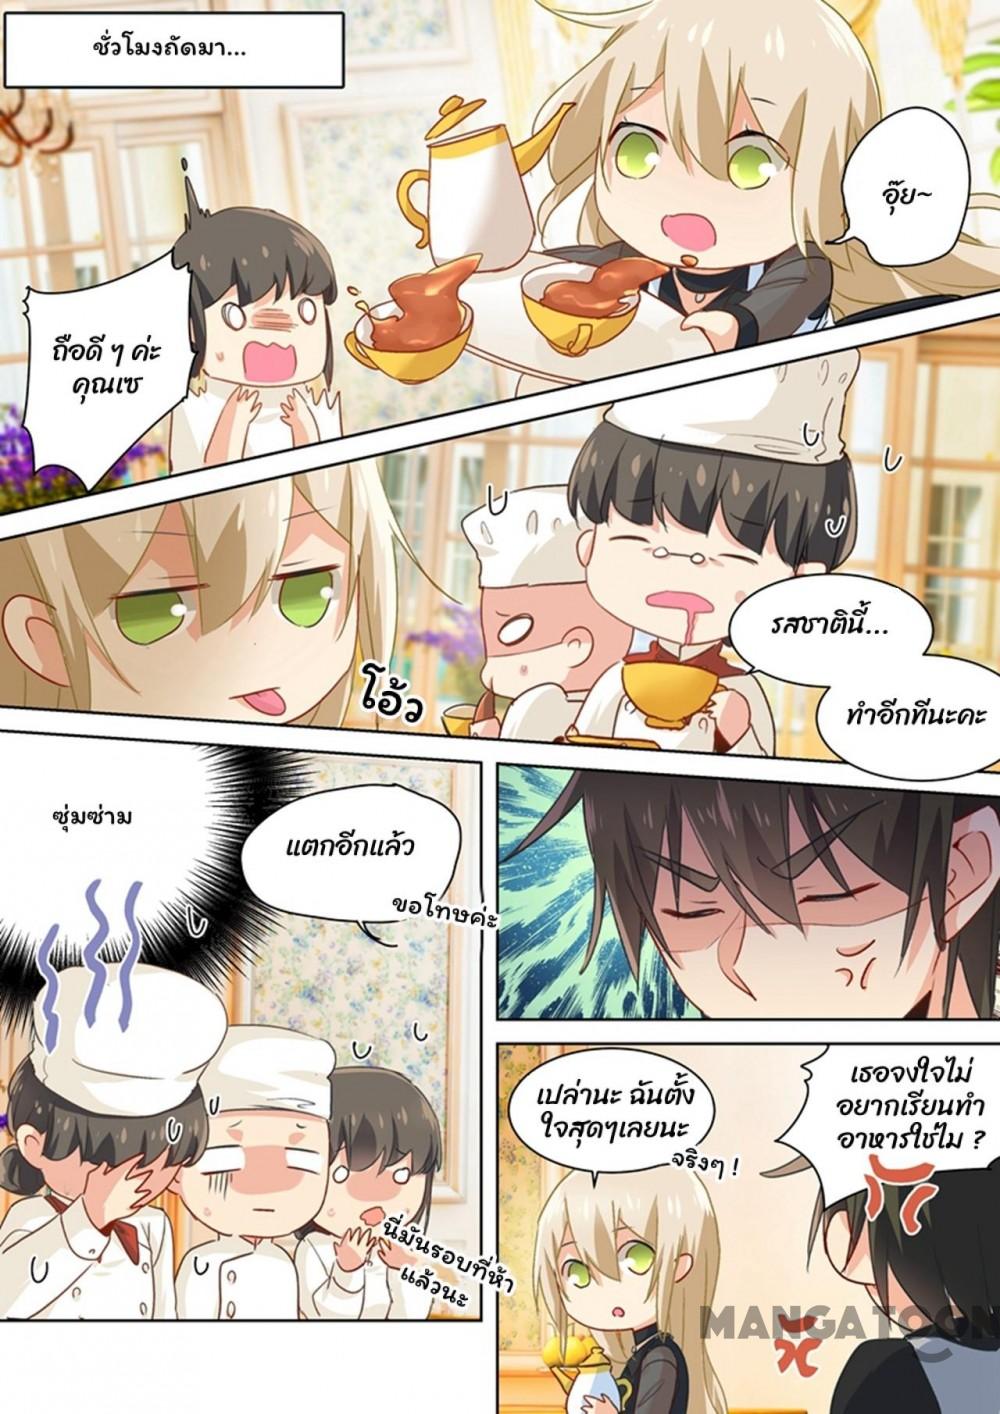 ชั่วโมงถัดมา...
อุ๊ย~
ถือดี ๆ ค่ะ
คุณเซ
รสชาตินี้...
ทำอีกทีนะคะ
โอ้ว
ซุ่มซ่าม
แตกอีกแล้ว
ขอโทษค่ะ
นี่มันรอบที่ห้า
แล้วนะ
เธอจงใจไม่
อยากเรียนทำ
อาหารใช่ไม ?
เปล่านะ ฉันตั้ง
ใจสุดๆเลยนะ
จริงๆ !
MANGATOON